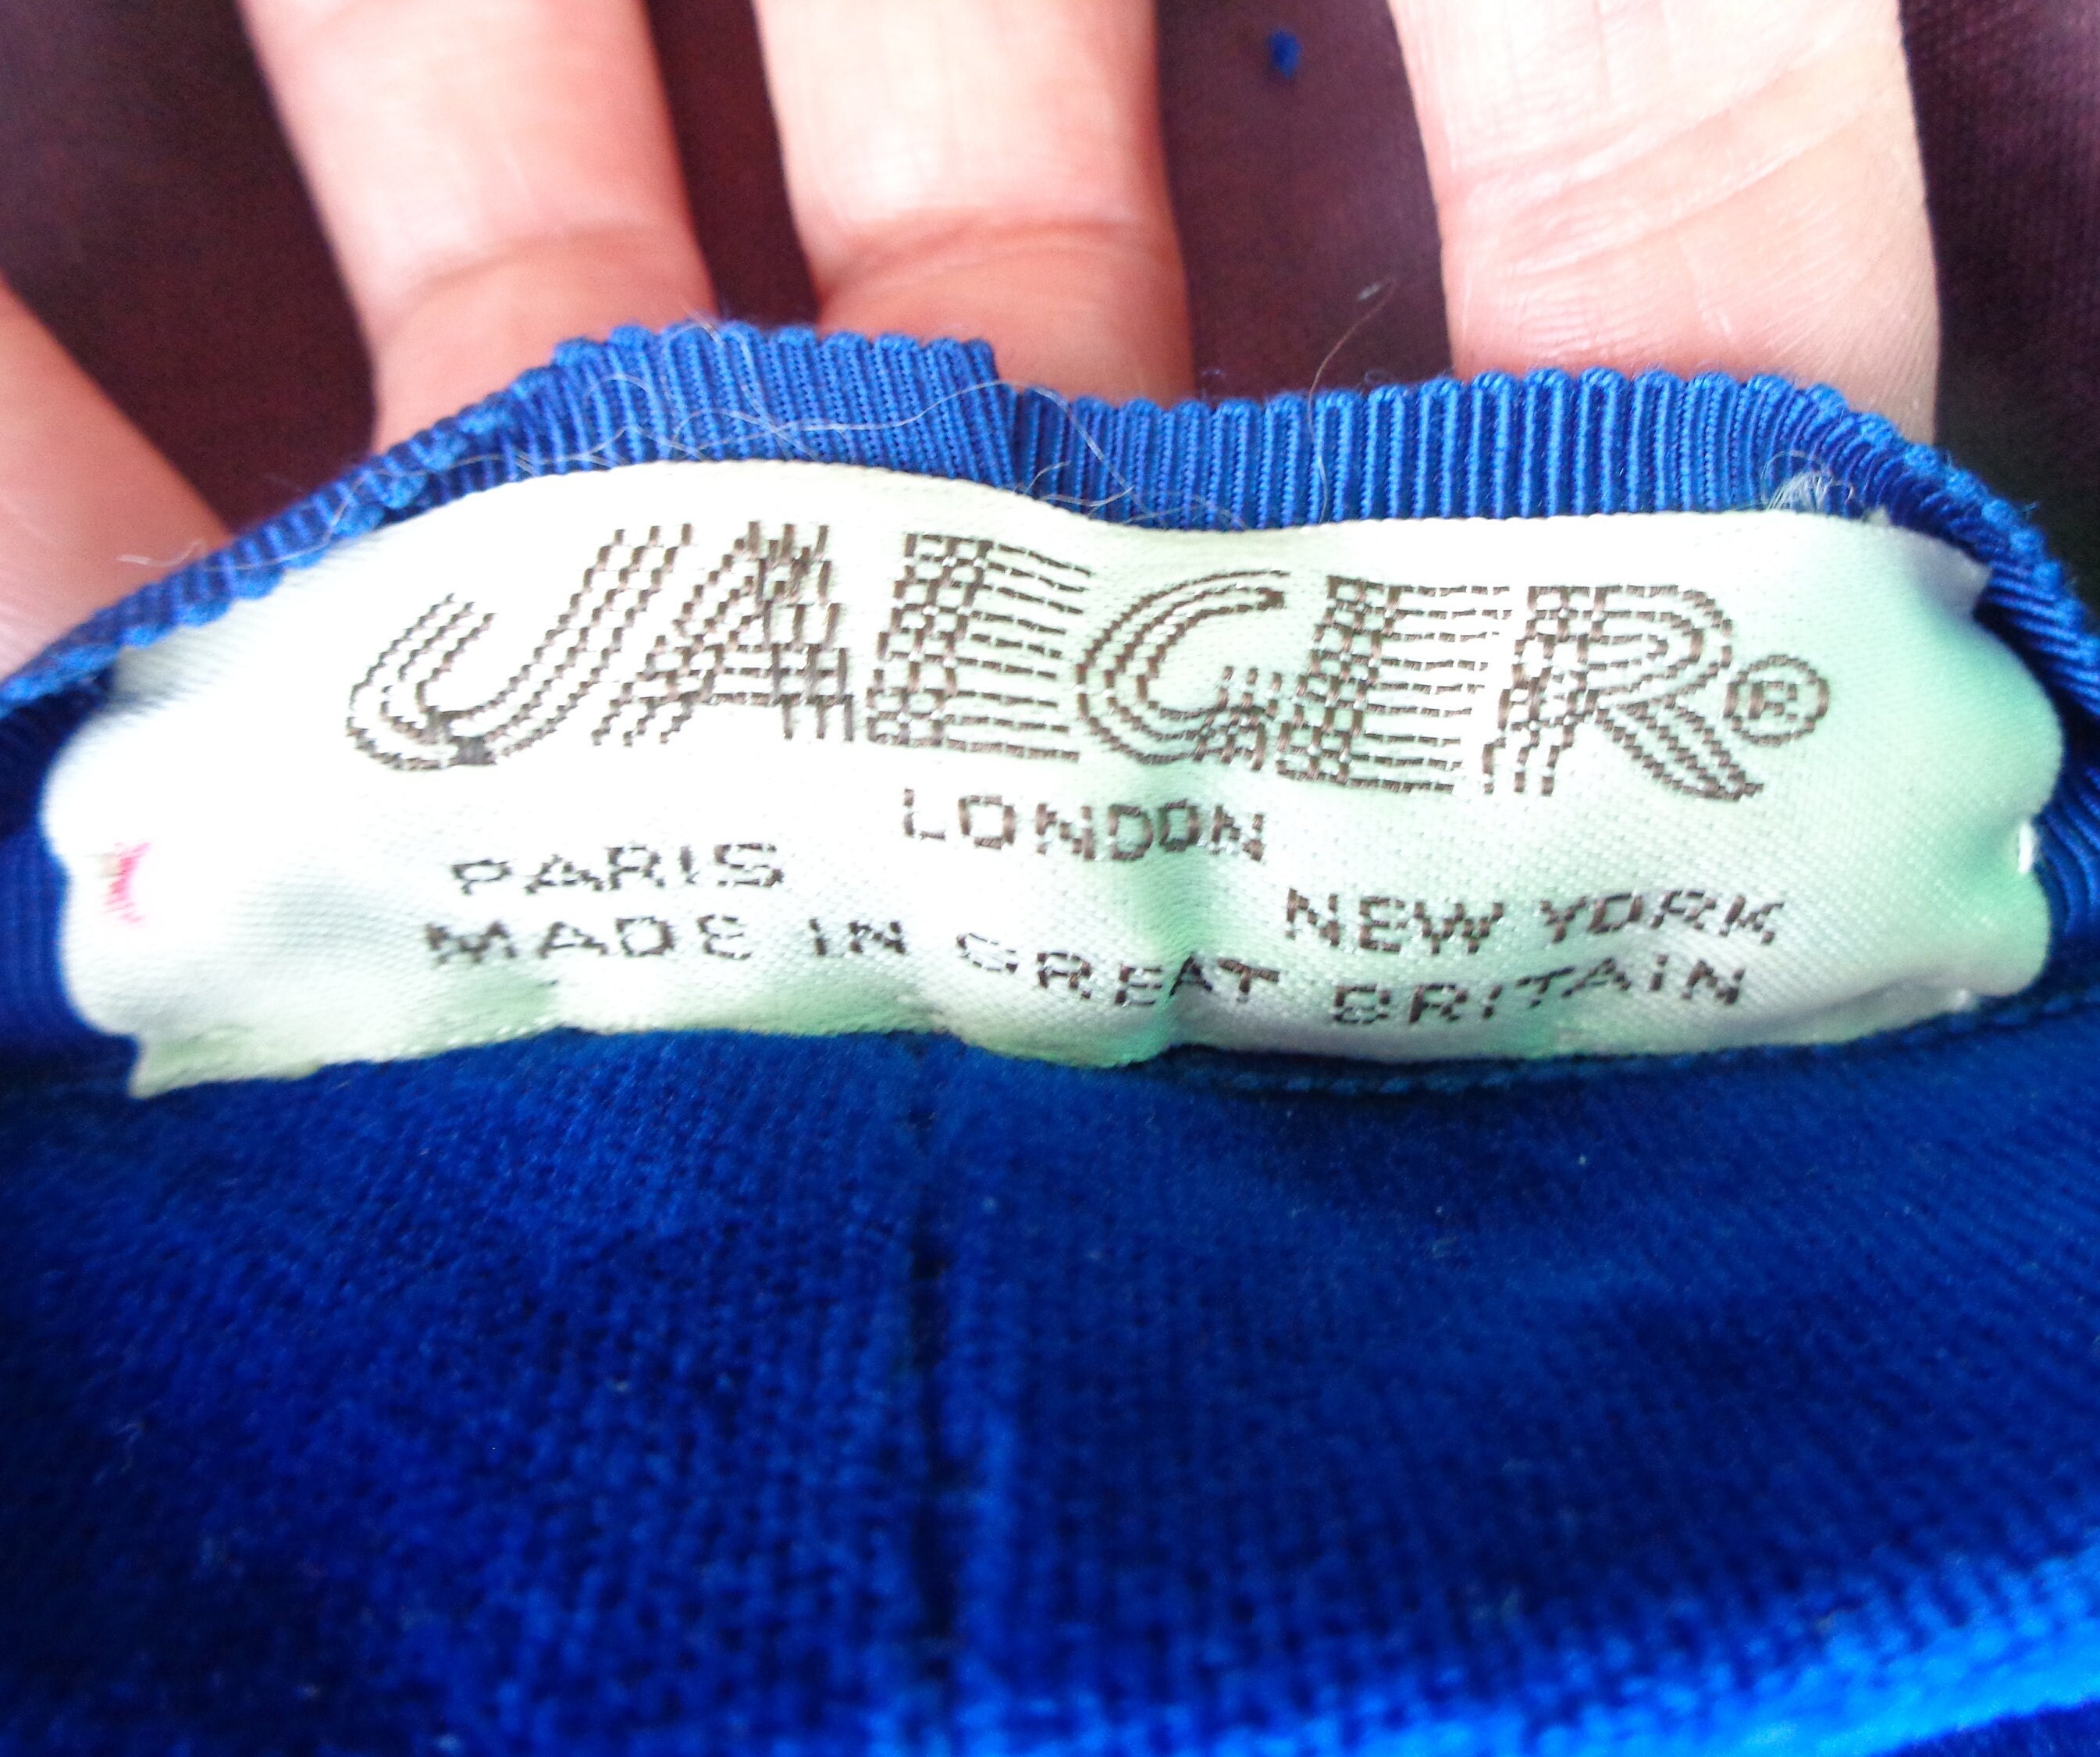 JAEGER®
LONDON
PARIS NEW YORK
MADE IN GREAT BRITAIN